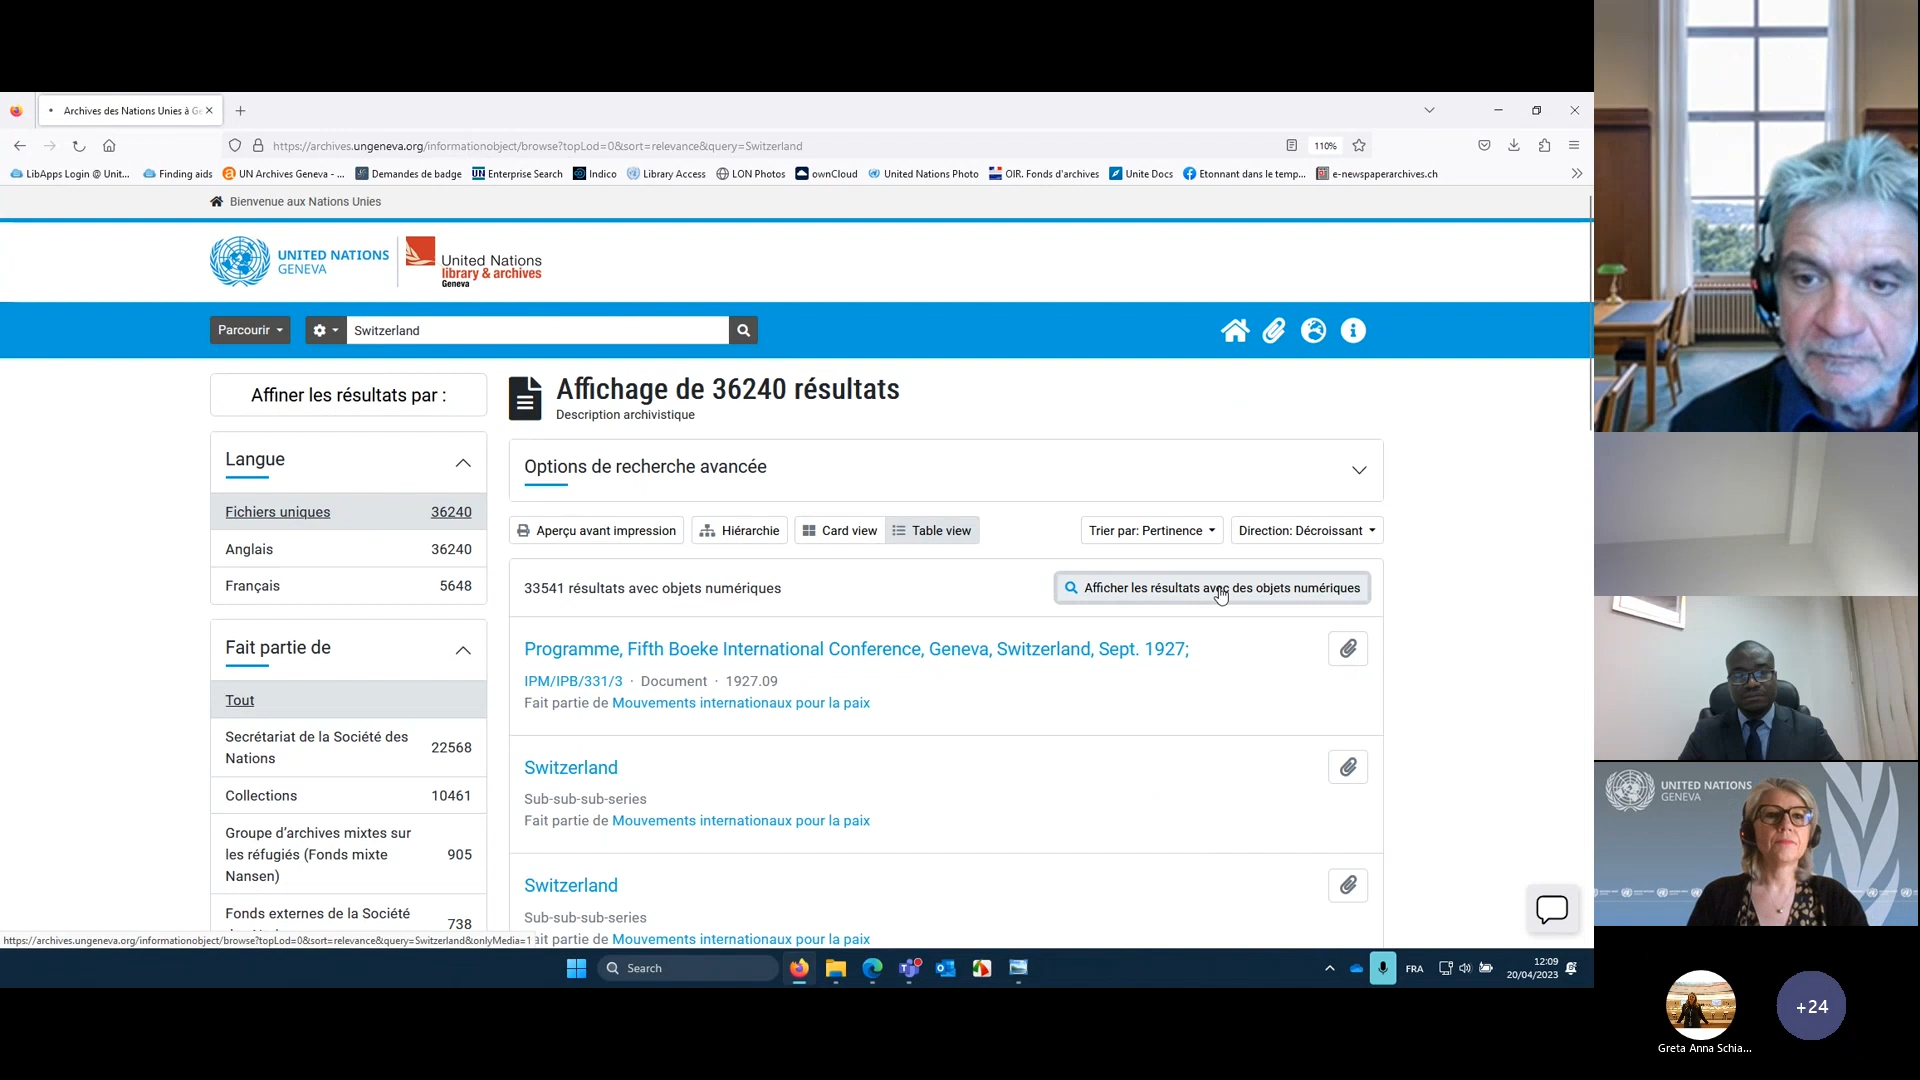 Archives des Nations Unies à Ge
https://archives.ungeneva.org/informationobject/browse?topLod=0&sort=relevance&query=Switzerland
110%
LibApps Login @ Unit...
Finding aids
UN Archives Geneva - ...
Demandes de badge
Enterprise Search
Indico
Library Access
LON Photos
ownCloud
United Nations Photo
OIR. Fonds d'archives
Unite Docs
Etonnant dans le temp...
e-newspaperarchives.ch
Bienvenue aux Nations Unies
UNITED NATIONS
GENEVA
United Nations
library & archives
Geneva
Parcourir
Switzerland
Affiner les résultats par :
Affichage de 36240 résultats
Description archivistique
Langue
Fichiers uniques 36240
Anglais 36240
Français 5648
Options de recherche avancée
Aperçu avant impression
Hiérarchie
Card view
Table view
Trier par: Pertinence
Direction: Décroissant
33541 résultats avec objets numériques
Afficher les résultats avec des objets numériques
Fait partie de
Tout
Secrétariat de la Société des
Nations
22568
Collections 10461
Groupe d'archives mixtes sur
les réfugiés (Fonds mixte
Nansen)
905
Fonds externes de la Société
738
Programme, Fifth Boeke International Conference, Geneva, Switzerland, Sept. 1927;
IPM/IPB/331/3 · Document · 1927.09
Fait partie de Mouvements internationaux pour la paix
Switzerland
Sub-sub-sub-series
Fait partie de Mouvements internationaux pour la paix
Switzerland
Sub-sub-sub-series
ait partie de Mouvements internationaux pour la paix
https://archives.ungeneva.org/informationobject/browse?topLod=0&sort=relevance&query=Switzerland&onlyMedia=1
Search
FRA
12:09
20/04/2023
UNITED NATIONS
GENEVA
Greta Anna Schia...
+24